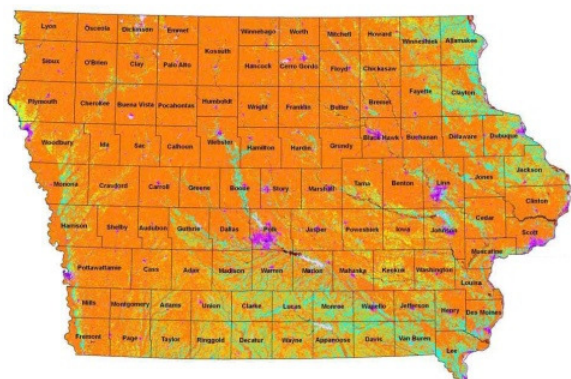 Lyon Osceola Dickinson Emmet Winnebago Worth Mitchell Howard Winneshiek Allamakee
Kossuth
Sioux O'Brien Clay Palo Alto Hancock Cerro Gordo Floyd Chickasaw
Fayette Clayton
Plymouth Cherokee Buena Vista Pocahontas Humboldt Wright Franklin Butler Bremer
Woodbury Ida Sac Calhoun Webster Hamilton Hardin Grundy Black Hawk Buchanan Delaware Dubuque
Jackson
Monona Crawford Carroll Greene Boone Story Marshall Tama Benton Linn Jones
Clinton
Cedar
Harrison Shelby Audubon Guthrie Dallas Polk Jasper Poweshiek Iowa Johnson Scott
Muscatine
Pottawattamie Cass Adair Madison Warren Marion Mahaska Keokuk Washington
Louisa
Mills Montgomery Adams Union Clarke Lucas Monroe Wapello Jefferson Henry Des Moines
Fremont Page Taylor Ringgold Decatur Wayne Appanoose Davis Van Buren Lee